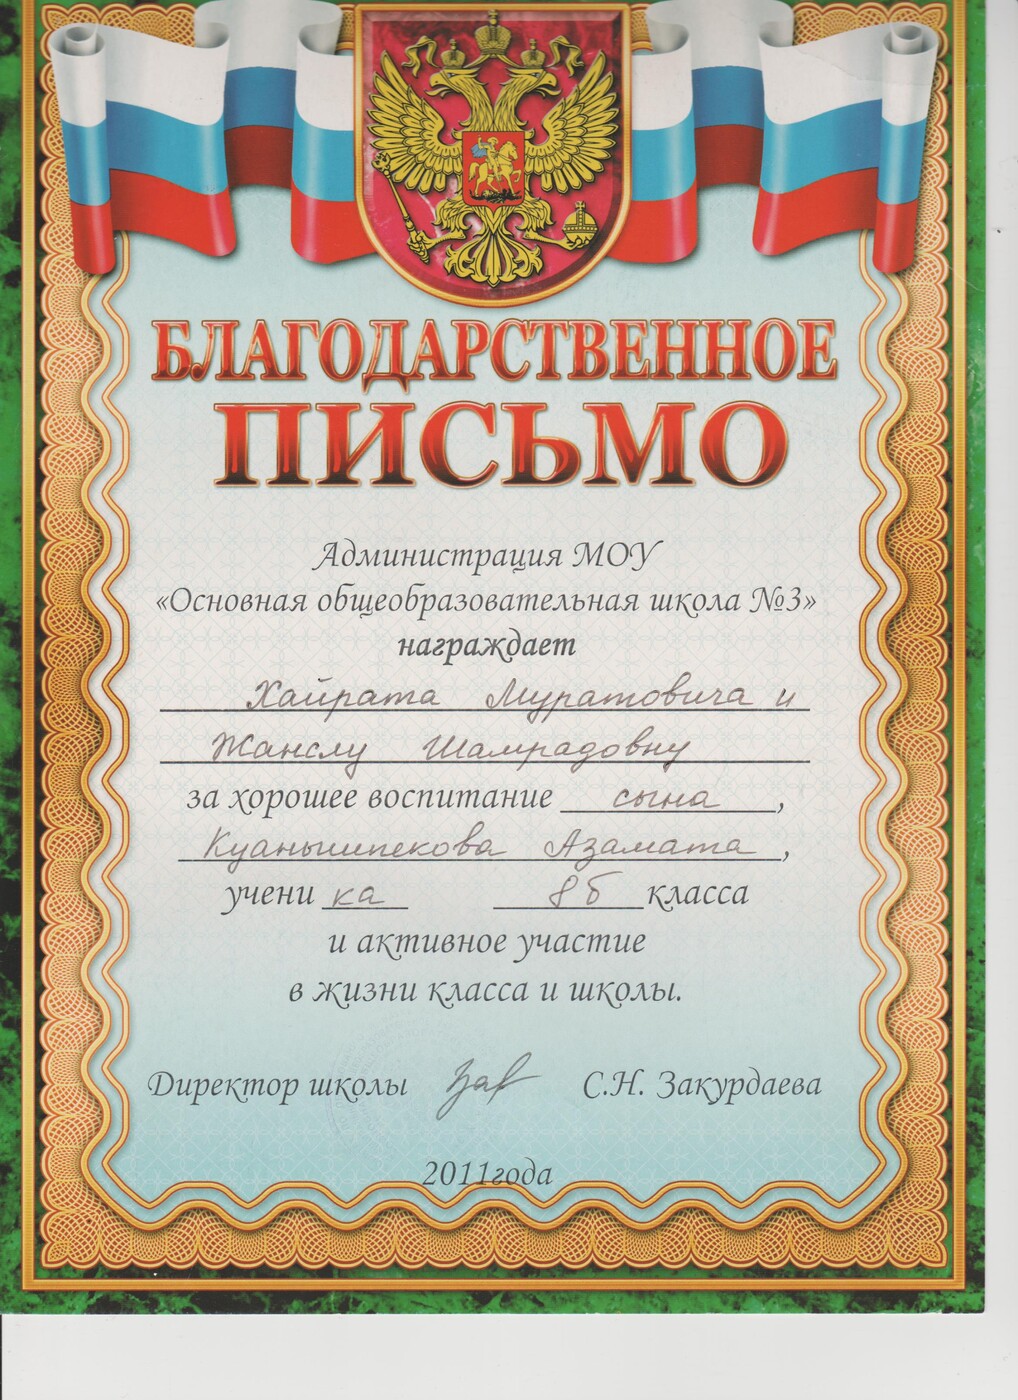 БЛАГОДАРСТВЕННОЕ
ПИСЬМО
Администрация МОУ
«Основная общеобразовательная школа №3»
награждает
Хайрата Муратовича и
Жанслу Шамрадовну
за хорошее воспитание сына,
Куанышпекова Азамата,
ученика 8б класса
и активное участие
в жизни класса и школы.
Директор школы С.Н. Закурдаева
2011года